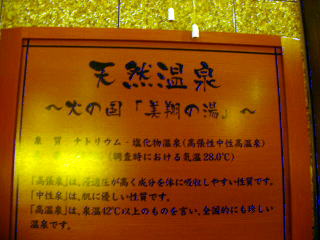 天然温泉
～火の国「美翔の湯」～
泉 質 ナトリウム・塩化物温泉(高張性中性高温泉)
(調査時における気温28.0℃)
「高張泉」は、浸透圧が高く成分を体に吸収しやすい性質です。
「中性泉」は、肌に優しい性質です。
「高温泉」は、泉温42℃以上のものを言い、全国的にも珍しい
温泉です。